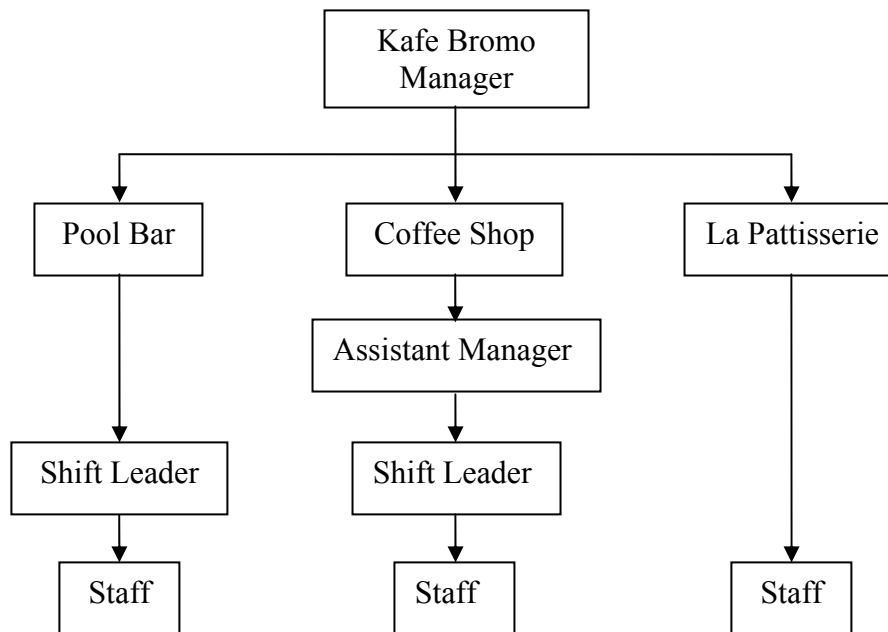 Kafe Bromo
Manager
Pool Bar
Coffee Shop
La Pattisserie
Assistant Manager
Shift Leader
Shift Leader
Staff
Staff
Staff